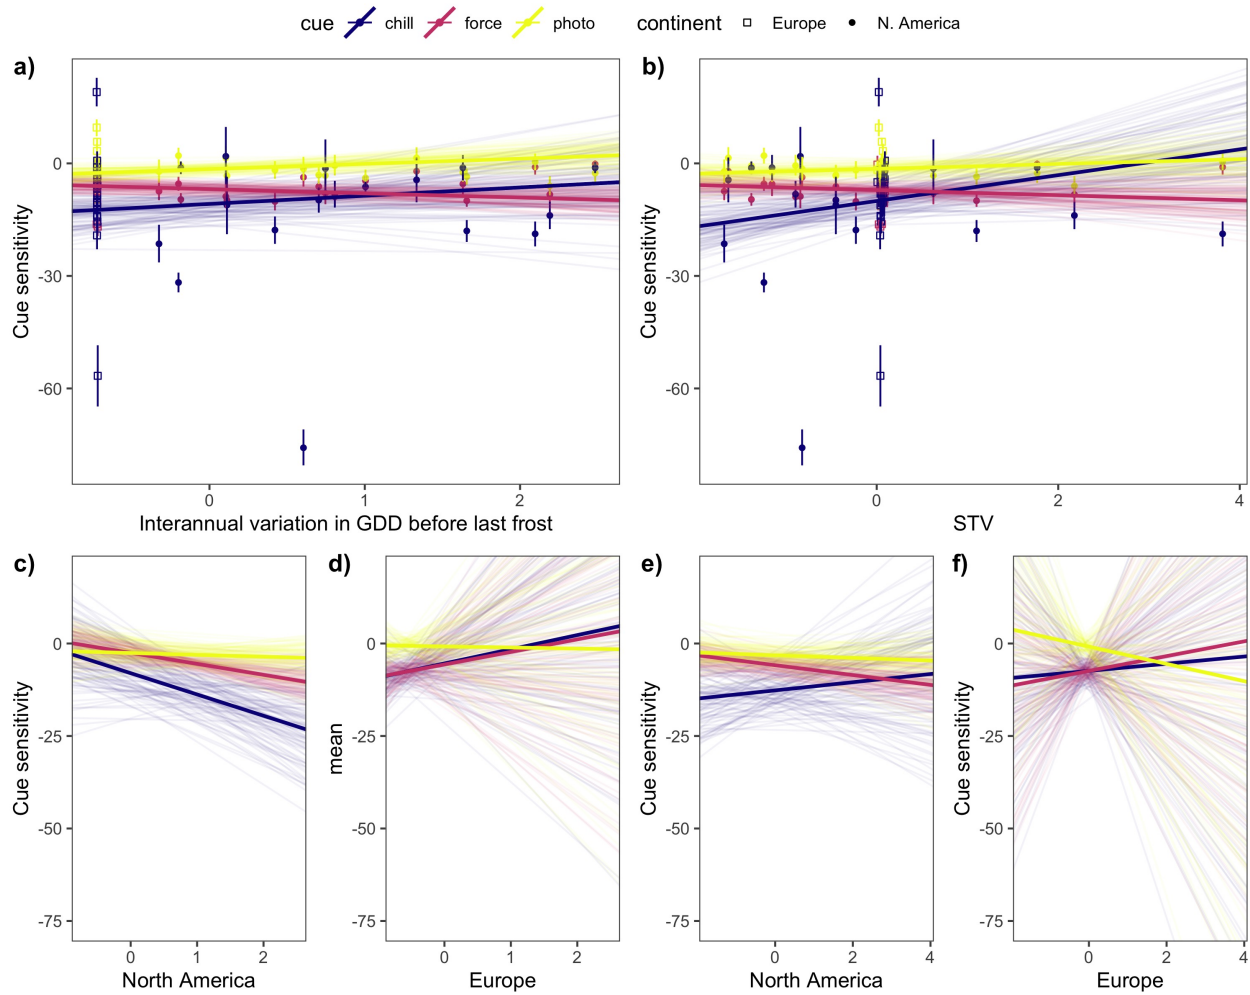 cue chill force photo continent Europe N. America
a)
b)
Cue sensitivity
0
-30
-60
0 1 2
Interannual variation in GDD before last frost
Cue sensitivity
0
-30
-60
0 2 4
STV
c)
d)
e)
f)
Cue sensitivity
0
-25
-50
-75
0 1 2
North America
mean
0
-25
-50
-75
0 1 2
Europe
Cue sensitivity
0
-25
-50
-75
0 2 4
North America
Cue sensitivity
0
-25
-50
-75
0 2 4
Europe